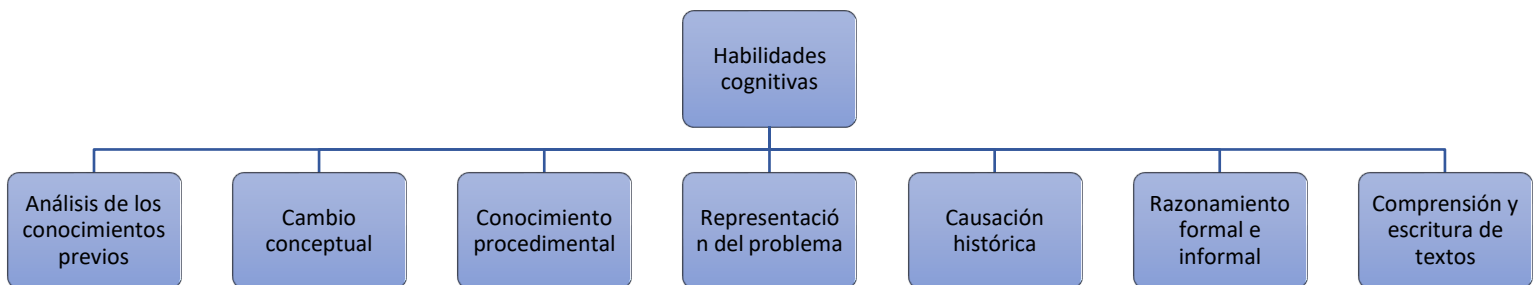 Habilidades
cognitivas
Análisis de los
conocimientos
previos
Cambio
conceptual
Conocimiento
procedimental
Representació
n del problema
Causación
histórica
Razonamiento
formal e
informal
Comprensión y
escritura de
textos